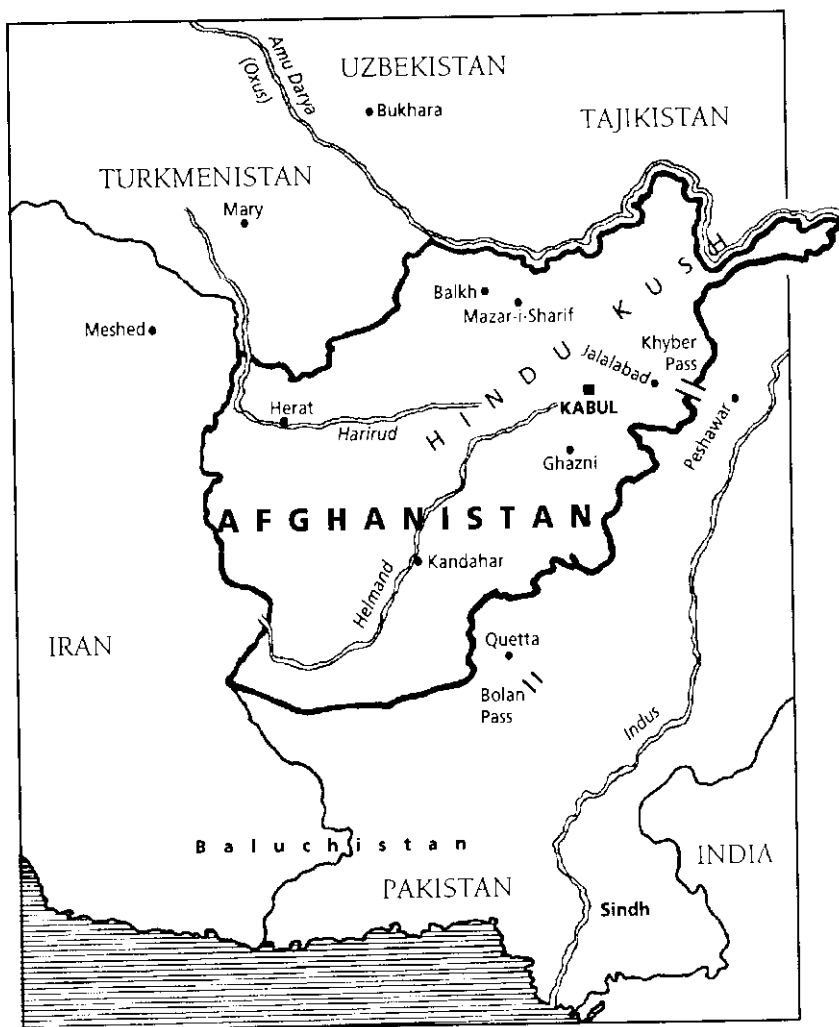 Amu Darya
(Oxus)
UZBEKISTAN
Bukhara
TAJIKISTAN
TURKMENISTAN
Mary
Meshed
Balkh
Mazar-i-Sharif
HINDU KUSH
Khyber
Pass
Jalalabad
KABUL
Peshawar
Herat
Harirud
Ghazni
AFGHANISTAN
Kandahar
Helmand
IRAN
Quetta
Bolan
Pass
Indus
Baluchistan
PAKISTAN
INDIA
Sindh